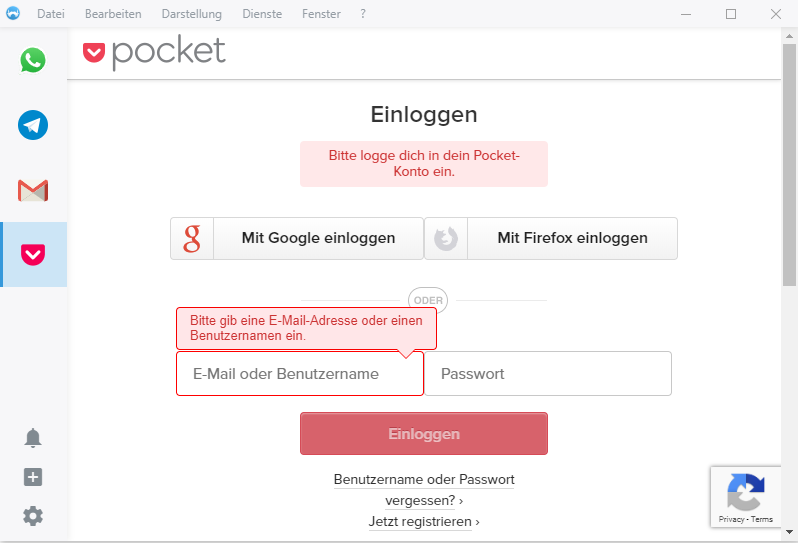 Datei Bearbeiten Darstellung Dienste Fenster ?
pocket
Einloggen
Bitte logge dich in dein Pocket-
Konto ein.
Mit Google einloggen
Mit Firefox einloggen
ODER
Bitte gib eine E-Mail-Adresse oder einen
Benutzernamen ein.
E-Mail oder Benutzername
Passwort
Einloggen
Benutzername oder Passwort
vergessen? ›
Jetzt registrieren ›
Privacy - Terms